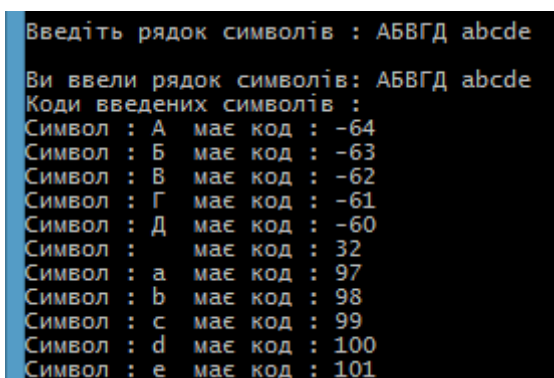 Введіть рядок символів : АБВГД abcde
Ви ввели рядок символів: АБВГД abcde
Коди введених символів :
Символ : А  має код : -64
Символ : Б  має код : -63
Символ : В  має код : -62
Символ : Г  має код : -61
Символ : Д  має код : -60
Символ :    має код : 32
Символ : a  має код : 97
Символ : b  має код : 98
Символ : c  має код : 99
Символ : d  має код : 100
Символ : e  має код : 101